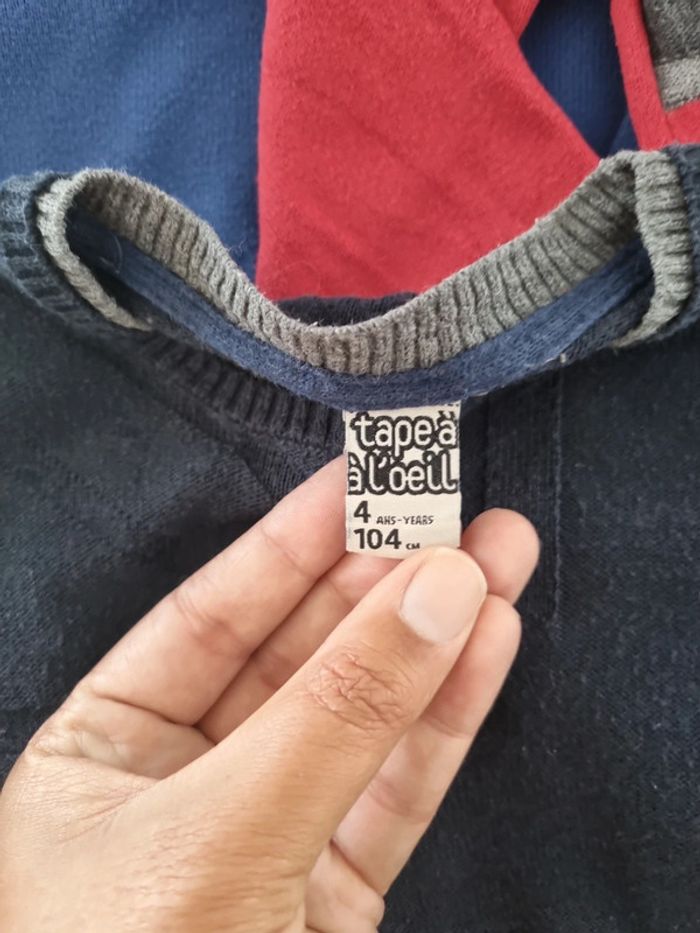 tape à
à l'oeil
4 ANS-YEARS
104 CM